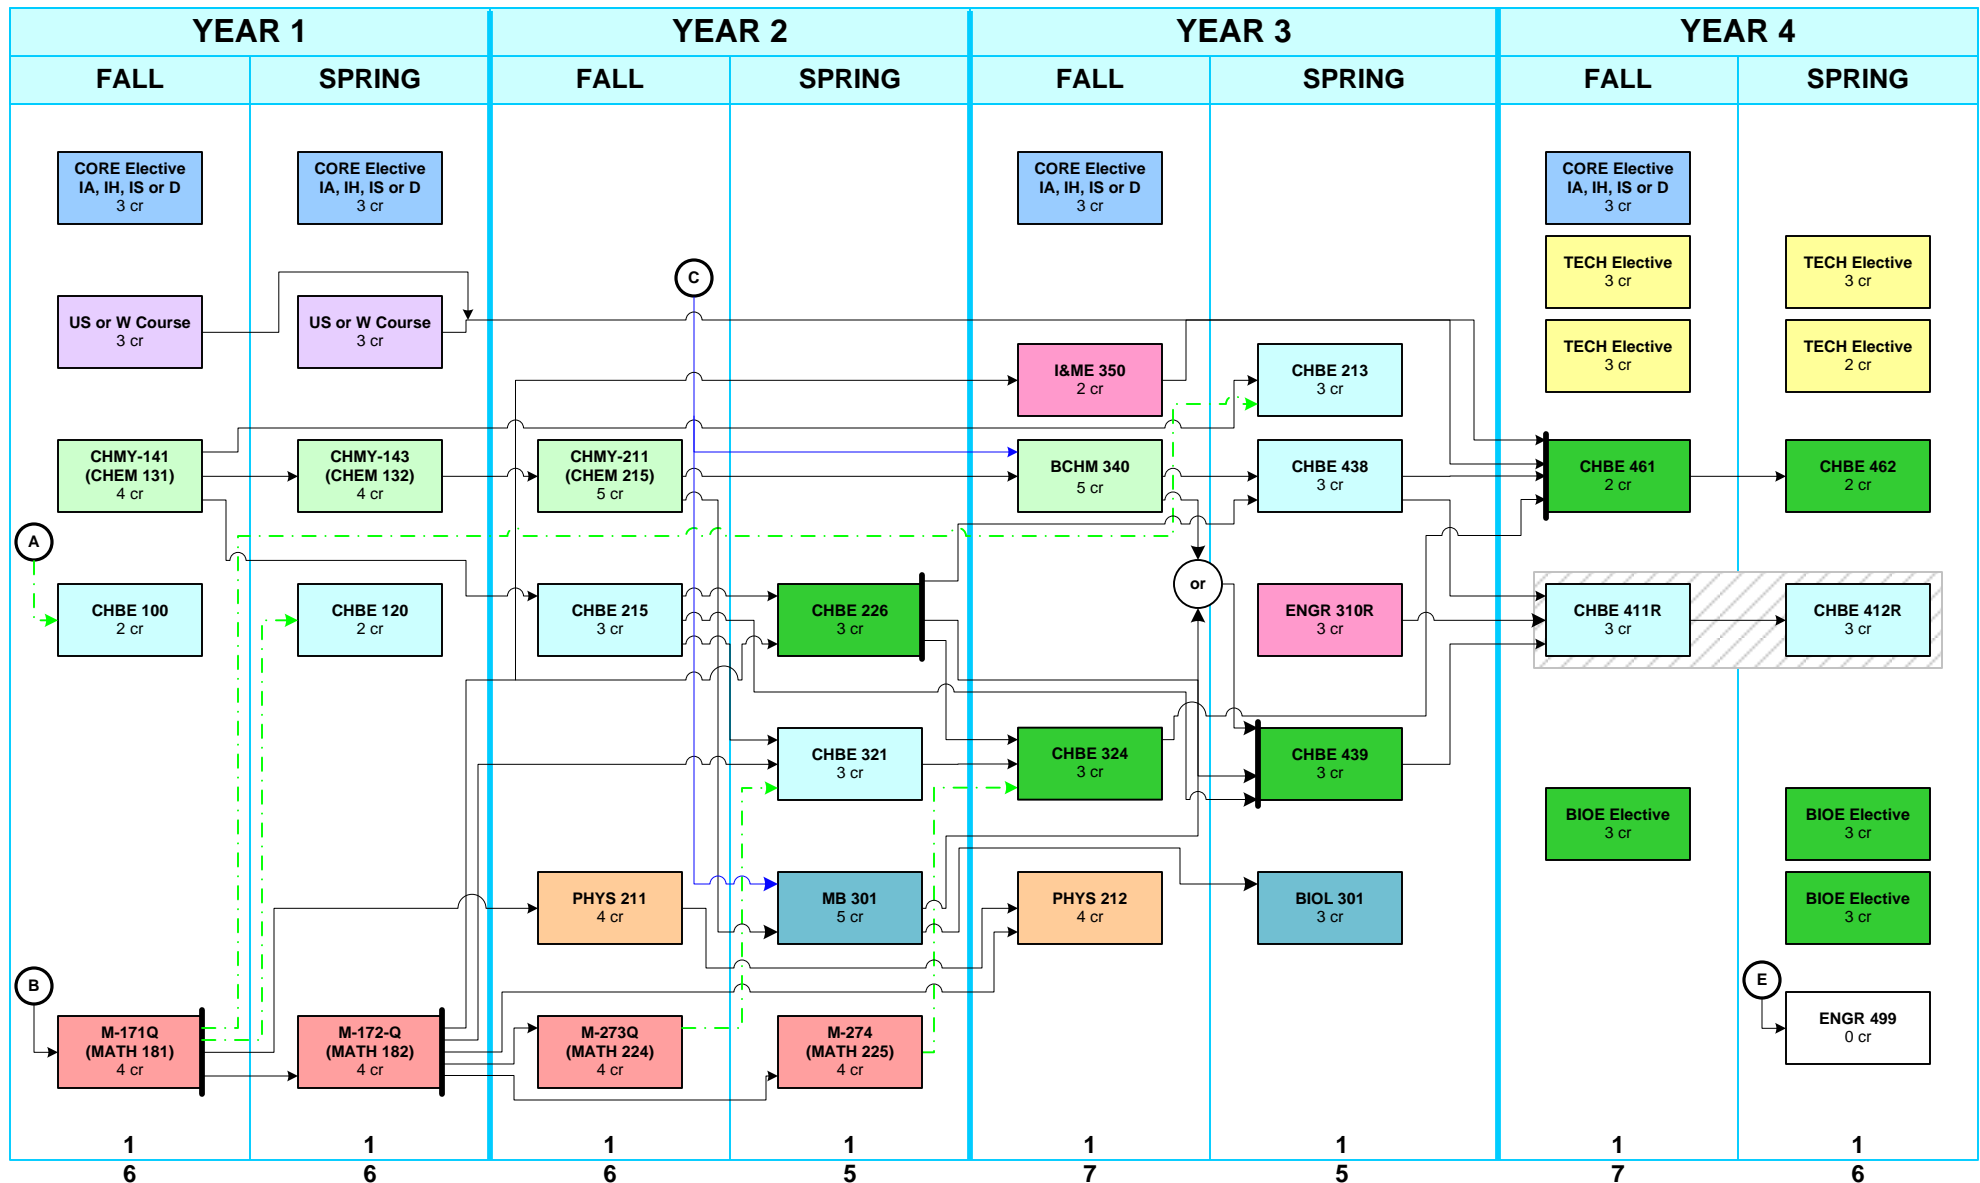 YEAR 1
YEAR 2
YEAR 3
YEAR 4
FALL
SPRING
FALL
SPRING
FALL
SPRING
FALL
SPRING
CORE Elective
IA, IH, IS or D
3 cr
US or W Course
3 cr
CHMY-141
(CHEM 131)
4 cr
A
CHBE 100
2 cr
B
M-171Q
(MATH 181)
4 cr
1
6
CORE Elective
IA, IH, IS or D
3 cr
US or W Course
3 cr
CHMY-143
(CHEM 132)
4 cr
CHBE 120
2 cr
M-172-Q
(MATH 182)
4 cr
1
6
C
CHMY-211
(CHEM 215)
5 cr
CHBE 215
3 cr
PHYS 211
4 cr
M-273Q
(MATH 224)
4 cr
1
6
CHBE 226
3 cr
CHBE 321
3 cr
MB 301
5 cr
M-274
(MATH 225)
4 cr
1
5
CORE Elective
IA, IH, IS or D
3 cr
I&ME 350
2 cr
BCHM 340
5 cr
or
CHBE 324
3 cr
PHYS 212
4 cr
1
7
CHBE 213
3 cr
CHBE 438
3 cr
ENGR 310R
3 cr
CHBE 439
3 cr
BIOL 301
3 cr
1
5
CORE Elective
IA, IH, IS or D
3 cr
TECH Elective
3 cr
TECH Elective
3 cr
CHBE 461
2 cr
CHBE 411R
3 cr
BIOE Elective
3 cr
1
7
TECH Elective
3 cr
TECH Elective
2 cr
CHBE 462
2 cr
CHBE 412R
3 cr
BIOE Elective
3 cr
BIOE Elective
3 cr
E
ENGR 499
0 cr
1
6